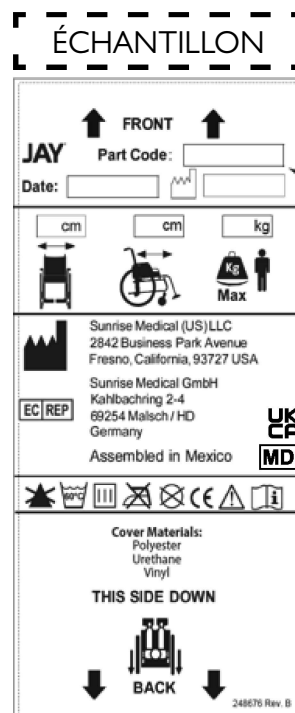 ÉCHANTILLON
FRONT
JAY Part Code:
Date:
cm cm kg
Kg
Max
Sunrise Medical (US) LLC
2842 Business Park Avenue
Fresno, California, 93727 USA
Sunrise Medical GmbH
Kahlbachring 2-4
EC REP 69254 Malsch / HD
Germany
UK
CA
Assembled in Mexico MD
60°C CE i
Cover Materials:
Polyester
Urethane
Vinyl
THIS SIDE DOWN
BACK
248676 Rev. B